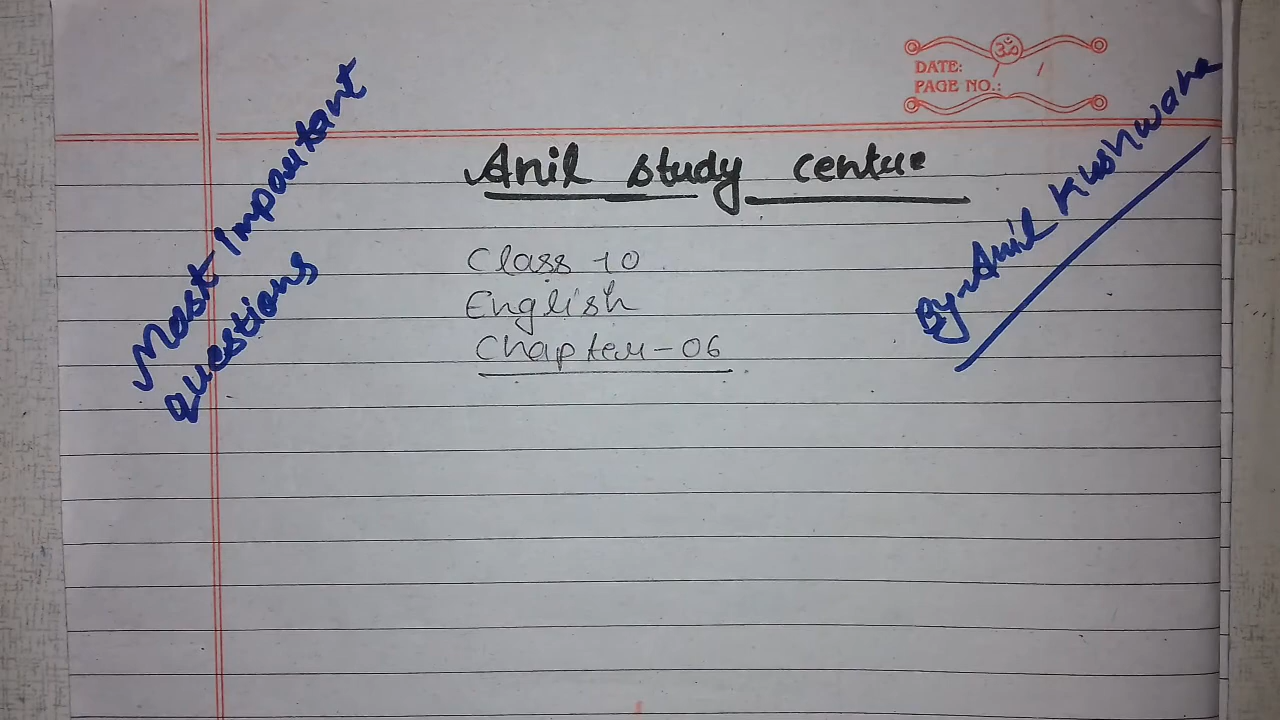 ॐ
DATE: / /
PAGE NO.:
Anil study centre
Class 10
English
Chapter-06
Most Important
questions
By-Anil Kushwaha